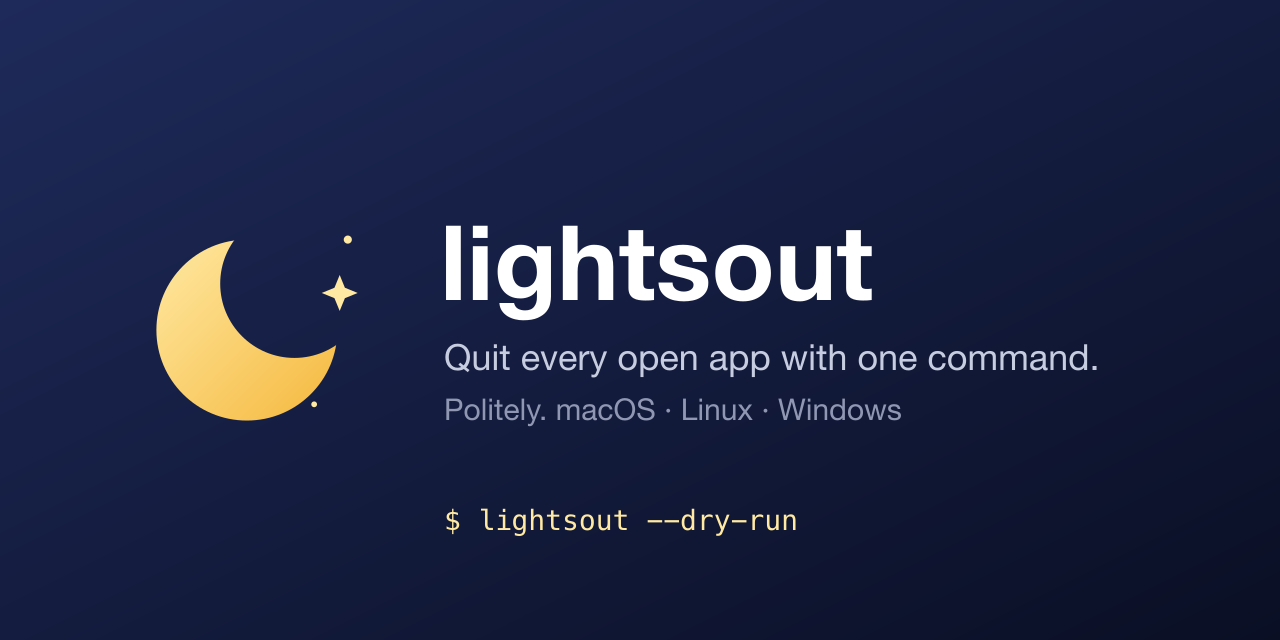 lightsout
Quit every open app with one command.
Politely. macOS · Linux · Windows
$ lightsout --dry-run